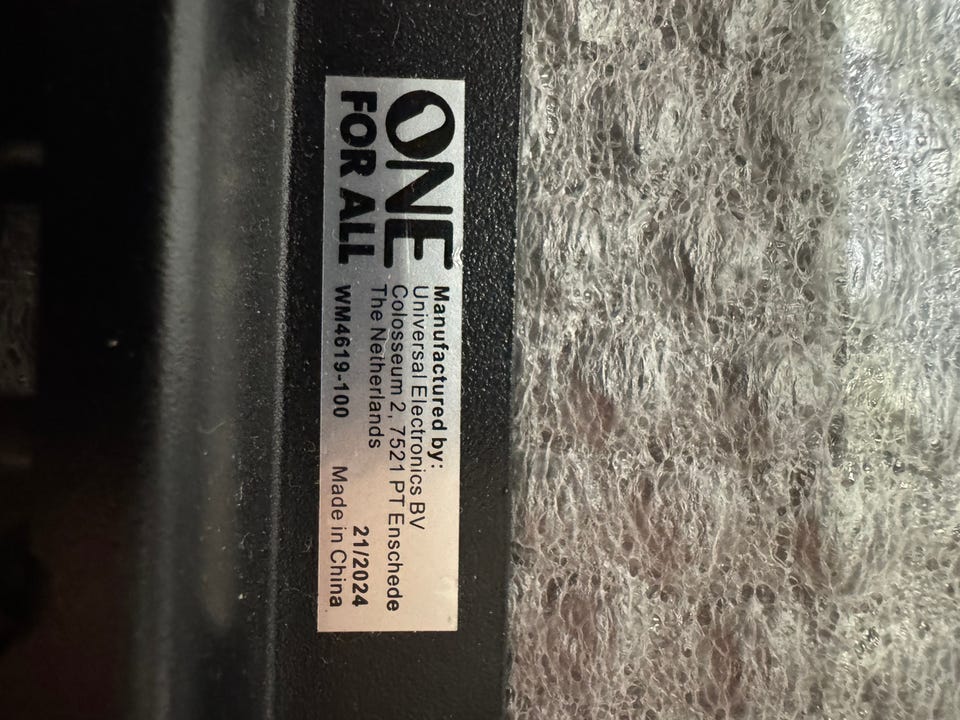 ONE
FOR ALL
Manufactured by:
Universal Electronics BV
Colosseum 2, 7521 PT Enschede
The Netherlands
21/2024
WM4619-100 Made in China